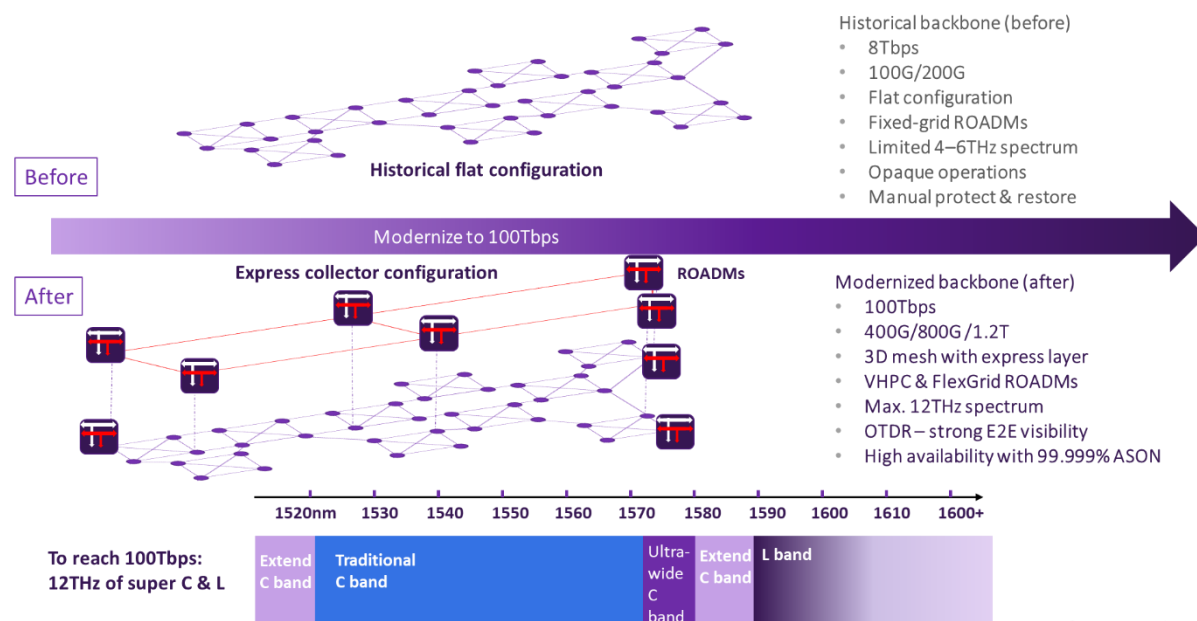 Historical backbone (before)
• 8Tbps
• 100G/200G
• Flat configuration
• Fixed-grid ROADMs
• Limited 4–6THz spectrum
• Opaque operations
• Manual protect & restore
Historical flat configuration
Before
Modernize to 100Tbps
Express collector configuration
ROADMs
After
Modernized backbone (after)
• 100Tbps
• 400G/800G/1.2T
• 3D mesh with express layer
• VHPC & FlexGrid ROADMs
• Max. 12THz spectrum
• OTDR – strong E2E visibility
• High availability with 99.999% ASON
1520nm 1530 1540 1550 1560 1570 1580 1590 1600 1610 1600+
To reach 100Tbps:
12THz of super C & L
Extend
C band
Traditional
C band
Ultra-
wide
C
band
Extend
C band
L band